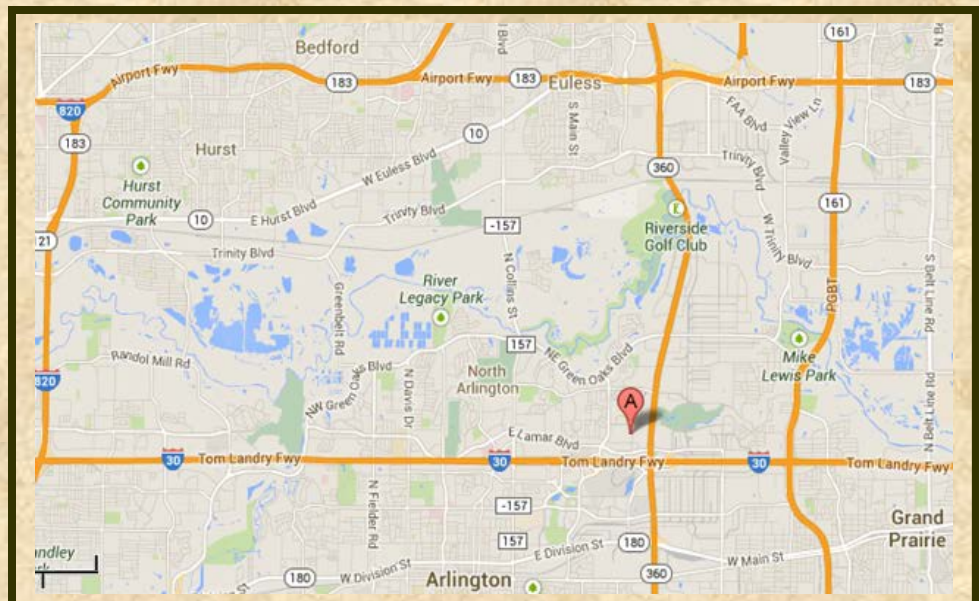 161
Bedford
Airport Fwy
183
Airport Fwy
183
Euless
Airport Fwy
183
820
FAA Blvd
Valley View Ln
S Main St
10
183
Hurst
W Euless Blvd
Trinity Blvd
360
Hurst
Community
Park
161
10
E Hurst Blvd
Trinity Blvd
-157
Riverside
Golf Club
W Trinity Blvd
Trinity Blvd
N Collins St
S Belt Line Rd
River
Legacy Park
Greenbelt Rd
PGBT
157
NE Green Oaks Blvd
Mike
Lewis Park
Randol Mill Rd
NW Green Oaks Blvd
N Davis Dr
North
Arlington
820
A
N Belt Line Rd
E Lamar Blvd
30
Tom Landry Fwy
30
Tom Landry Fwy
30
Tom Landry Fwy
N Fielder Rd
-157
Grand
Prairie
157
E Division St
180
W Main St
180
W Division St
Arlington
360